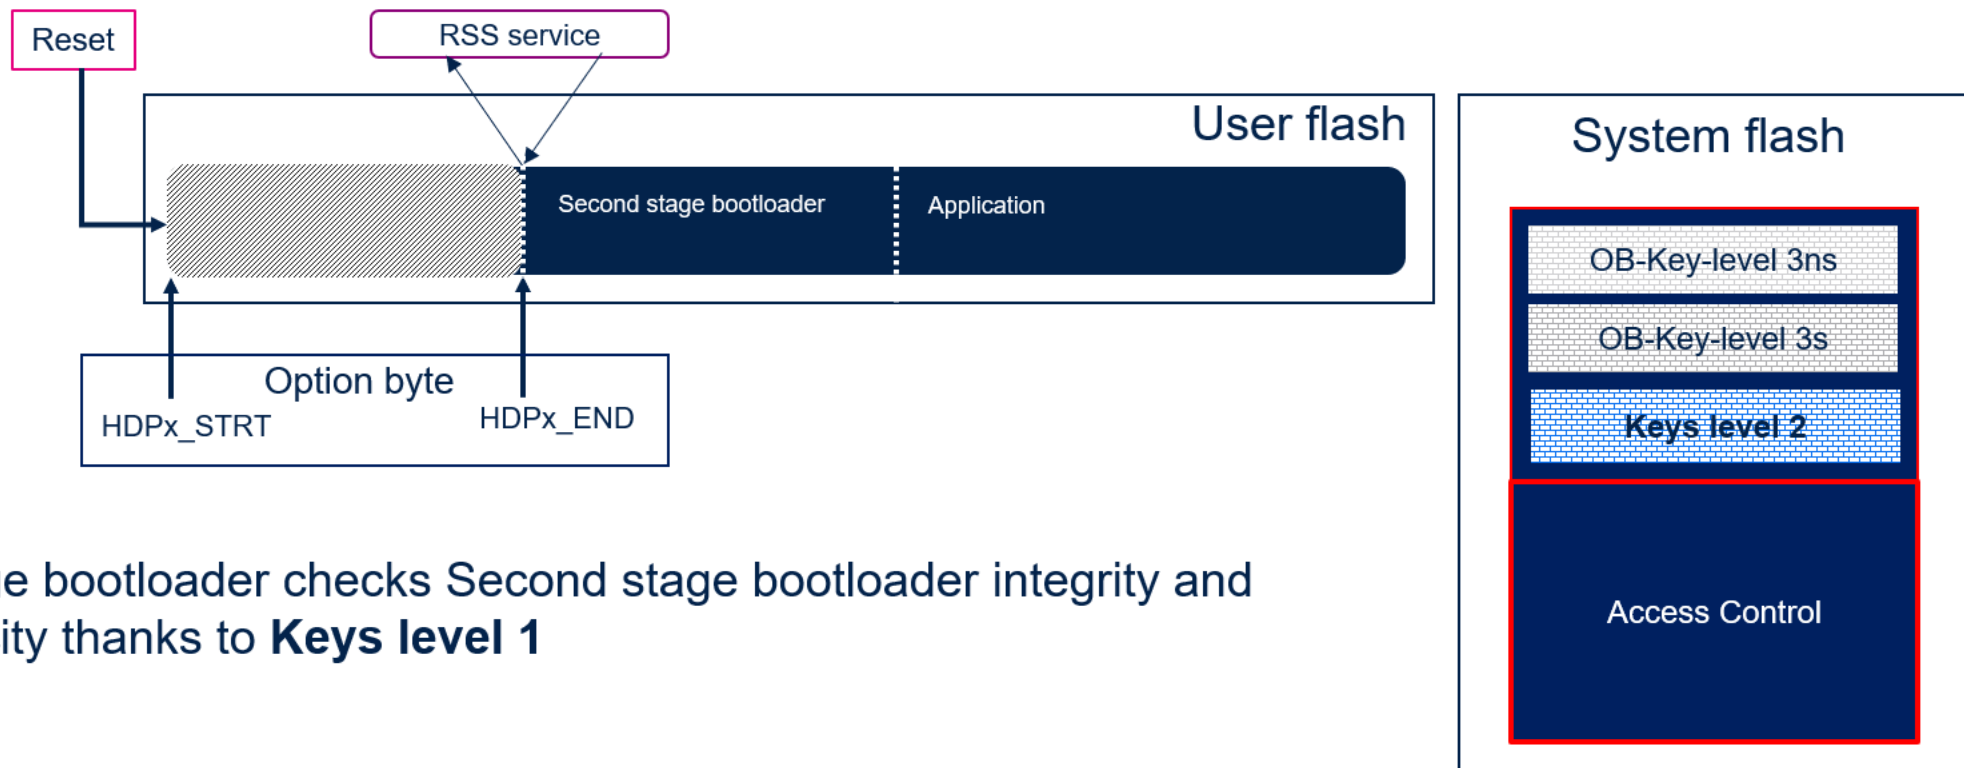 Reset
RSS service
User flash
System flash
Second stage bootloader
Application
OB-Key-level 3ns
OB-Key-level 3s
Keys level 2
Option byte
HDPx_STRT
HDPx_END
Access Control
bootloader checks Second stage bootloader integrity and
thanks to Keys level 1